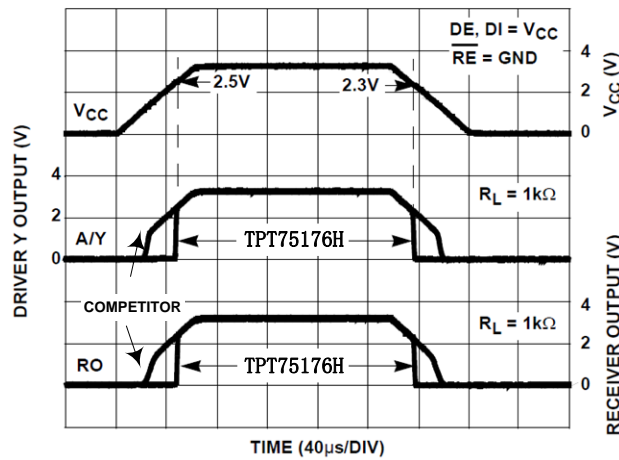 DE, DI = VCC
RE = GND
4
2
0
VCC (V)
2.5V
2.3V
VCC
DRIVER Y OUTPUT (V)
4
2
0
A/Y
RL = 1kΩ
TPT75176H
COMPETITOR
RL = 1kΩ
4
2
0
RO
TPT75176H
RECEIVER OUTPUT (V)
TIME (40μs/DIV)